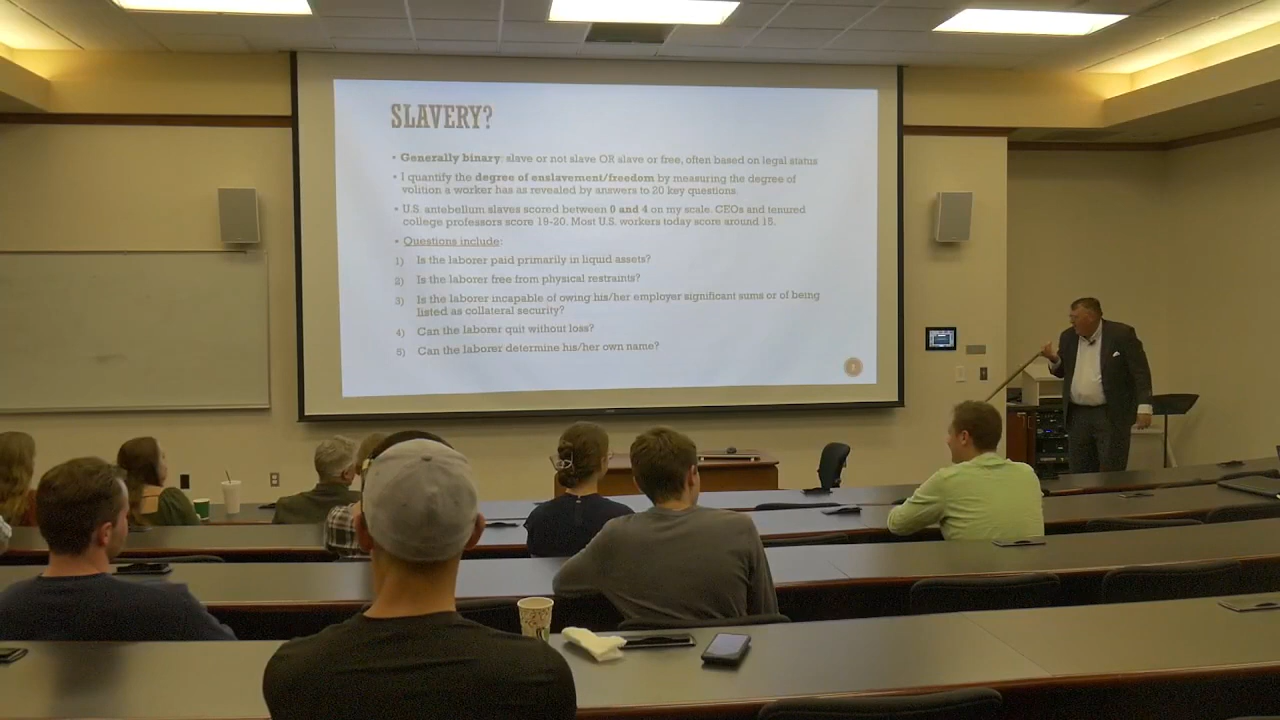 SLAVERY?
• Generally binary: slave or not slave OR slave or free, often based on legal status
• I quantify the degree of enslavement/freedom by measuring the degree of
volition a worker has as revealed by answers to 20 key questions.
• U.S. antebellum slaves scored between 0 and 4 on my scale. CEOs and tenured
college professors score 19-20. Most U.S. workers today score around 15.
• Questions include:
1) Is the laborer paid primarily in liquid assets?
2) Is the laborer free from physical restraints?
3) Is the laborer incapable of owing his/her employer significant sums or of being
listed as collateral security?
4) Can the laborer quit without loss?
5) Can the laborer determine his/her own name?